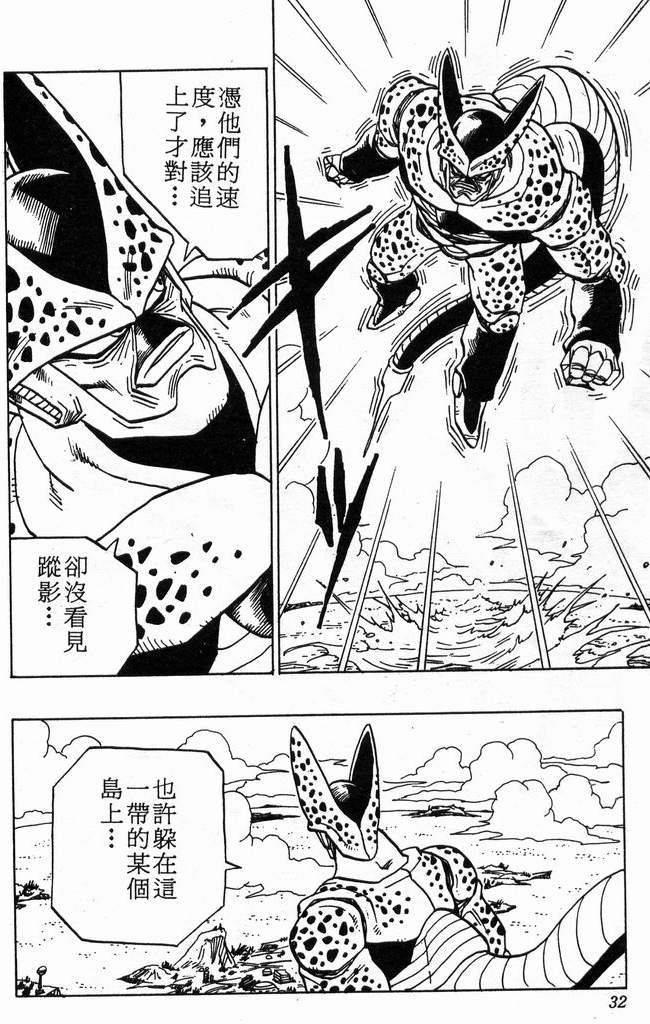 憑他們的速
度，應該追
上了才對…
卻沒看見
蹤影…
也許躲在這
一帶的某個
島上…
32